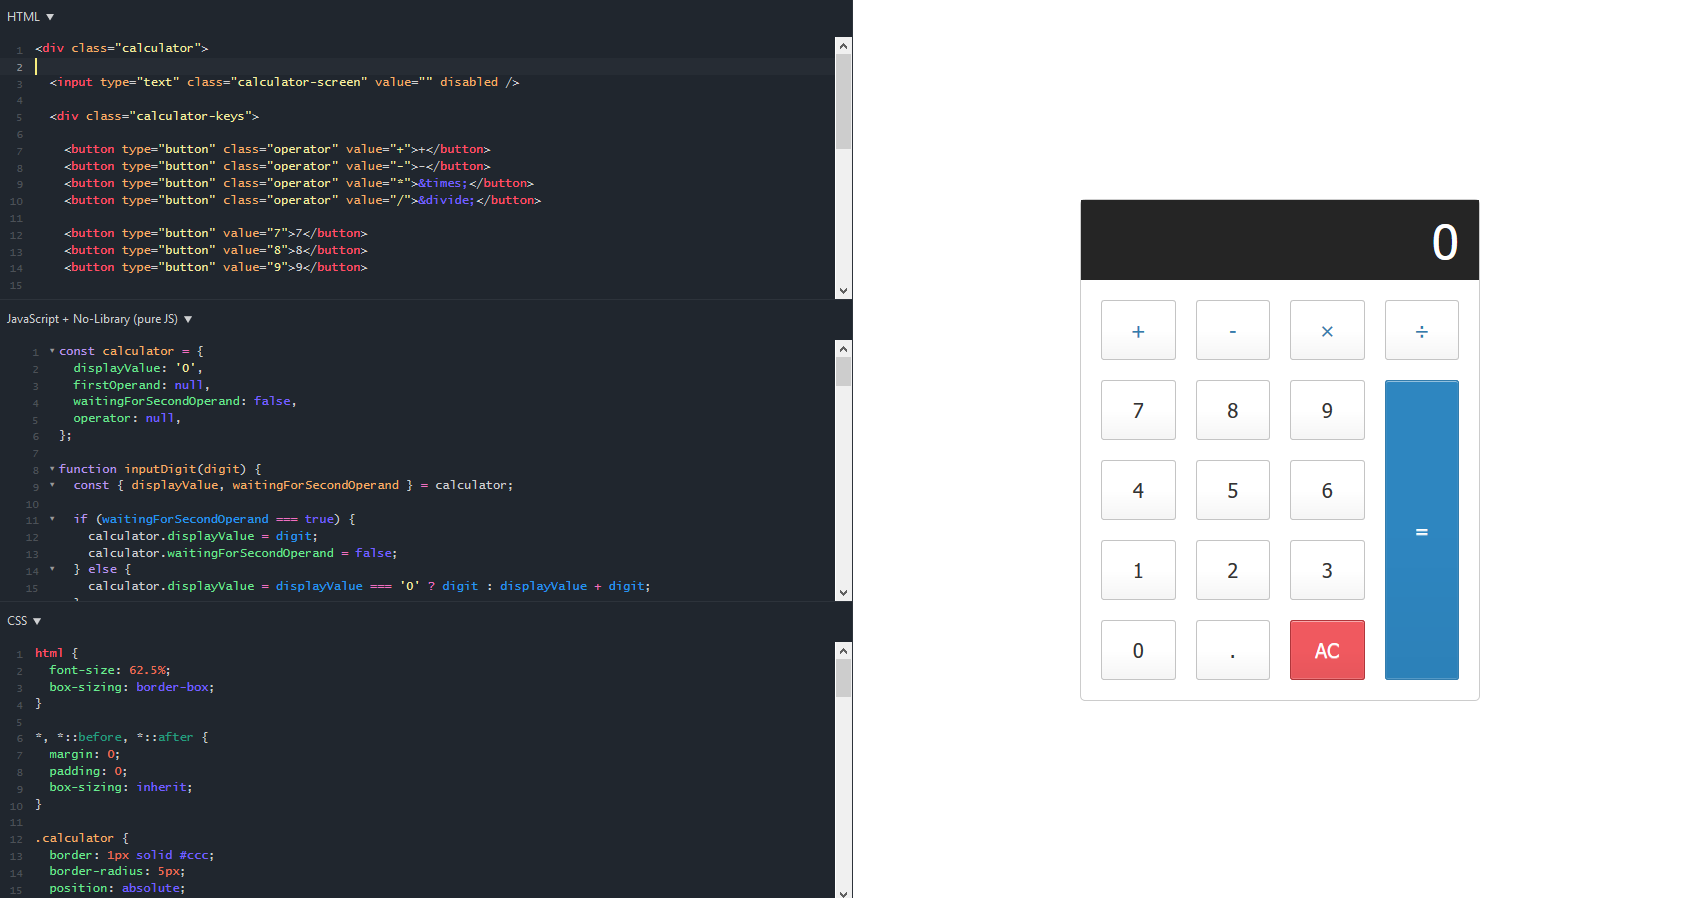 HTML ▼
1 <div class="calculator">
2
3 <input type="text" class="calculator-screen" value="" disabled />
4
5 <div class="calculator-keys">
6
7 <button type="button" class="operator" value="+">+</button>
8 <button type="button" class="operator" value="-">-</button>
9 <button type="button" class="operator" value="*">&times;</button>
10 <button type="button" class="operator" value="/">&divide;</button>
11
12 <button type="button" value="7">7</button>
13 <button type="button" value="8">8</button>
14 <button type="button" value="9">9</button>
15
JavaScript + No-Library (pure JS) ▼
1 const calculator = {
2 displayValue: '0',
3 firstOperand: null,
4 waitingForSecondOperand: false,
5 operator: null,
6 };
7
8 function inputDigit(digit) {
9 const { displayValue, waitingForSecondOperand } = calculator;
10
11 if (waitingForSecondOperand === true) {
12 calculator.displayValue = digit;
13 calculator.waitingForSecondOperand = false;
14 } else {
15 calculator.displayValue = displayValue === '0' ? digit : displayValue + digit;
CSS ▼
1 html {
2 font-size: 62.5%;
3 box-sizing: border-box;
4 }
5
6 *, *::before, *::after {
7 margin: 0;
8 padding: 0;
9 box-sizing: inherit;
10 }
11
12 .calculator {
13 border: 1px solid #ccc;
14 border-radius: 5px;
15 position: absolute;
0
+ - × ÷
7 8 9
4 5 6
=
1 2 3
0 . AC